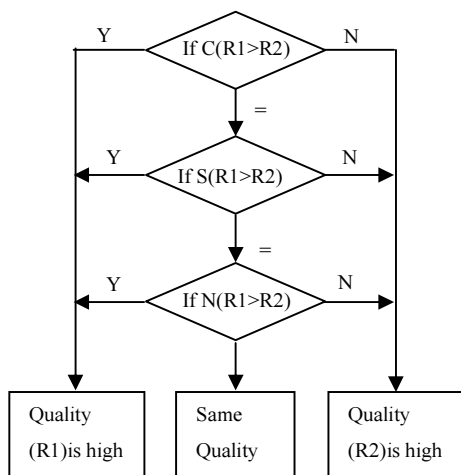 Y
If C(R1>R2)
N
=
Y
If S(R1>R2)
N
=
Y
If N(R1>R2)
N
Quality
(R1)is high
Same
Quality
Quality
(R2)is high